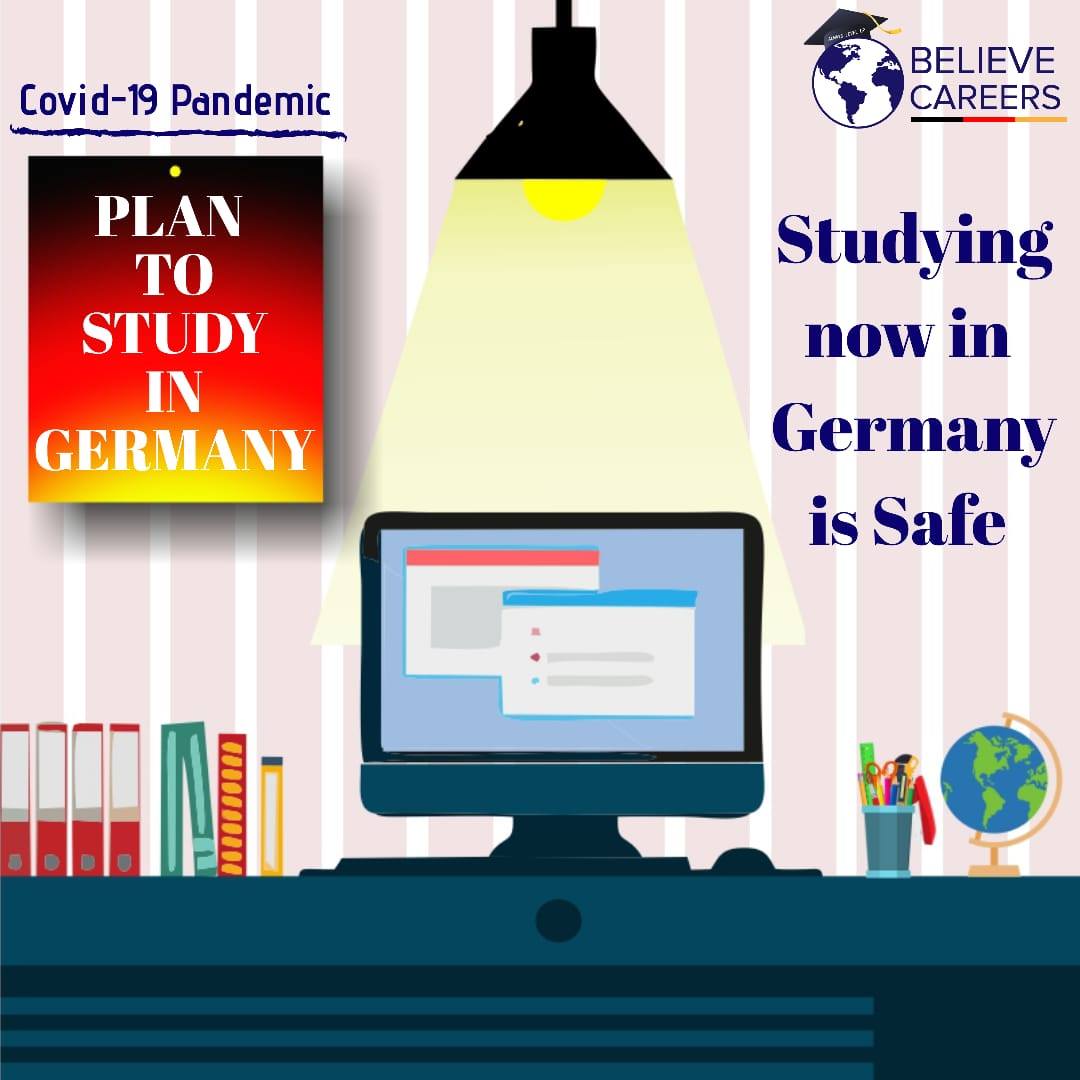 Covid-19 Pandemic
PLAN
TO
STUDY
IN
GERMANY
BELIEVE
CAREERS
Studying
now in
Germany
is Safe